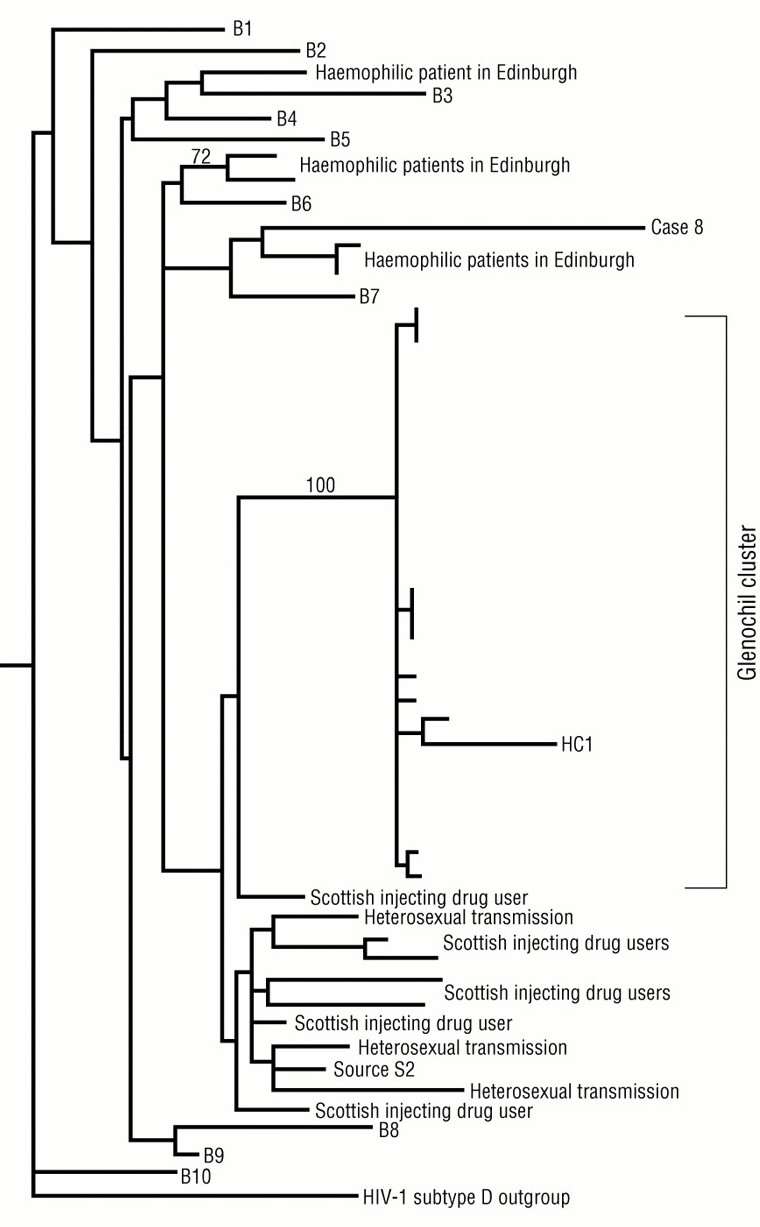 B1
B2
Haemophilic patient in Edinburgh
B3
B4
B5
72
Haemophilic patients in Edinburgh
B6
Case 8
Haemophilic patients in Edinburgh
B7
100
Glenochil cluster
HC1
Scottish injecting drug user
Heterosexual transmission
Scottish injecting drug users
Scottish injecting drug users
Scottish injecting drug user
Heterosexual transmission
Source S2
Heterosexual transmission
Scottish injecting drug user
B8
B9
B10
HIV-1 subtype D outgroup